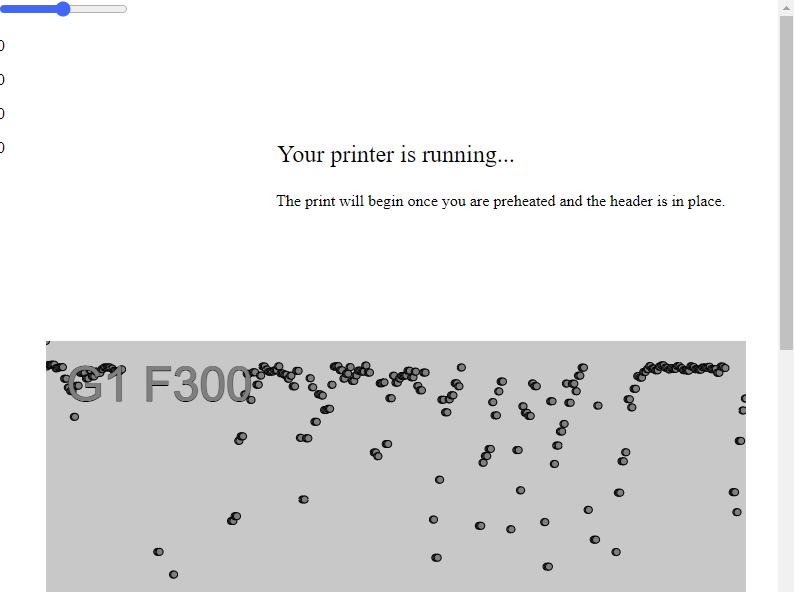 0
0
Your printer is running...
0
0
The print will begin once you are preheated and the header is in place.
G1 F300